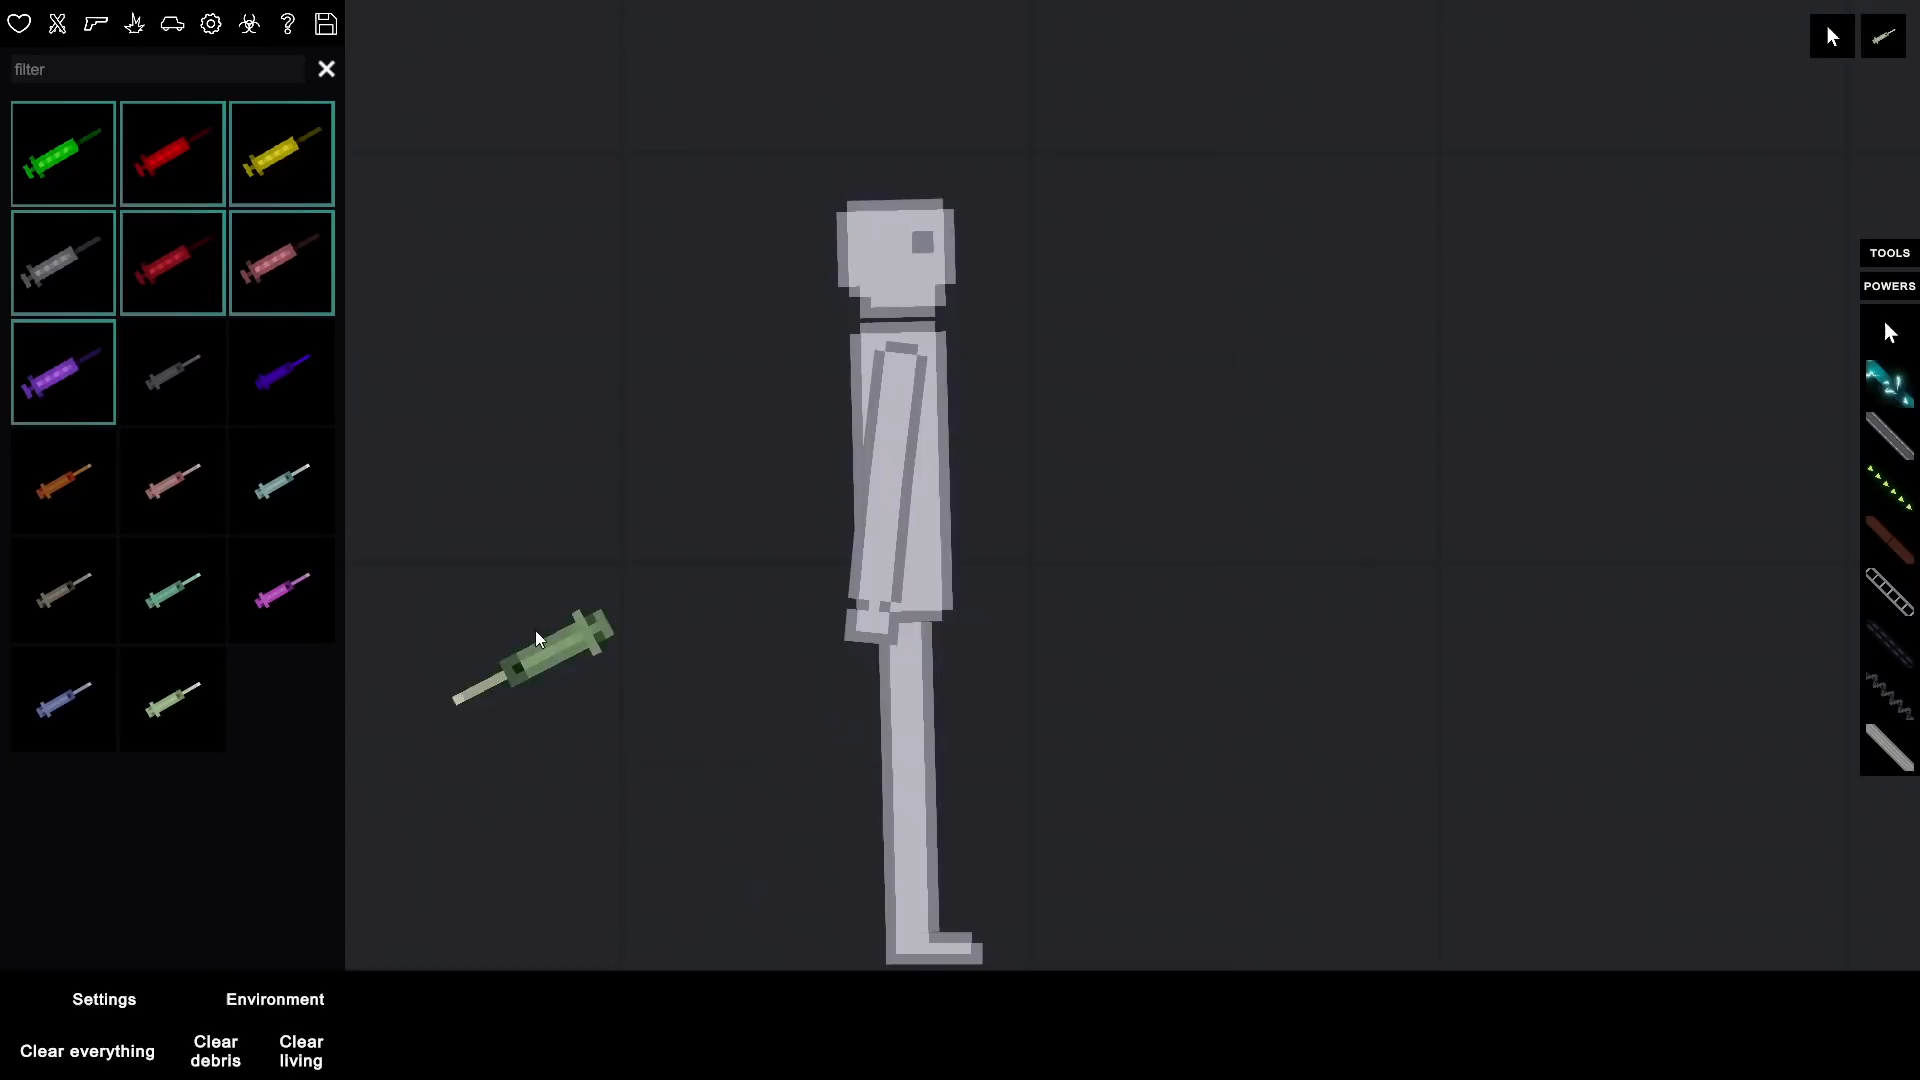 filter
TOOLS
POWERS
Settings
Environment
Clear everything
Clear
debris
Clear
living